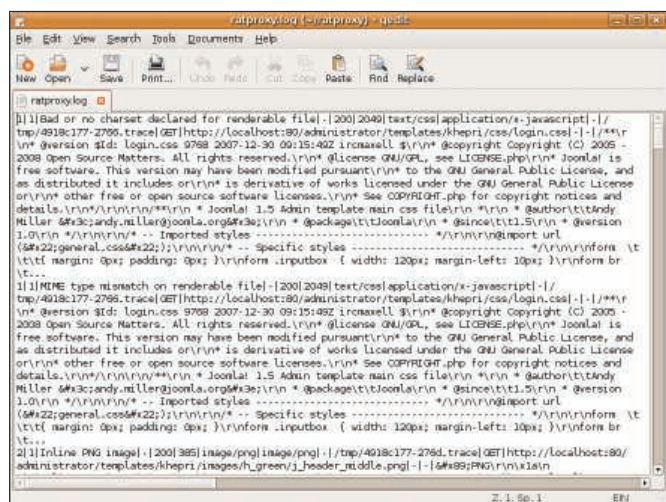 ratproxy.log (~/ratproxy) - gedit
File Edit View Search Tools Documents Help
New Open Save Print... Undo Redo Cut Copy Paste Find Replace
ratproxy.log
1|1|Bad or no charset declared for renderable file|-|200|2049|text/css|application/x-javascript|-|/
tmp/4918c177-2766.trace|GET|http://localhost:80/administrator/templates/khepri/css/login.css|-|-|/**\r
\n* @version $Id: login.css 9768 2007-12-30 09:15:49Z ircmaxell $\r\n* @copyright Copyright (C) 2005 -
2008 Open Source Matters. All rights reserved.\r\n* @license GNU/GPL, see LICENSE.php\r\n* Joomla! is
free software. This version may have been modified pursuant\r\n* to the GNU General Public License, and
as distributed it includes or\r\n* is derivative of works licensed under the GNU General Public License
or\r\n* other free or open source software licenses.\r\n* See COPYRIGHT.php for copyright notices and
details.\r\n*/\r\n\r\n/**\r\n * Joomla! 1.5 Admin template main css file\r\n *\r\n * @author\t\tAndy
Miller &#x3c;andy.miller@joomla.org&#x3e;\r\n * @package\t\tJoomla\r\n * @since\t\t1.5\r\n * @version
1.0\r\n */\r\n\r\n/* -- Imported styles ------------------------------ */\r\n\r\n@import url
(&#x22;general.css&#x22;);\r\n\r\n/* -- Specific styles ------------------------------ */\r\n\r\nform \t
\t\t{ margin: 0px; padding: 0px; }\r\nform .inputbox { width: 120px; margin-left: 10px; }\r\nform br
\t...
1|1|MIME type mismatch on renderable file|-|200|2049|text/css|application/x-javascript|-|/
tmp/4918c177-2766.trace|GET|http://localhost:80/administrator/templates/khepri/css/login.css|-|-|/**\r
\n* @version $Id: login.css 9768 2007-12-30 09:15:49Z ircmaxell $\r\n* @copyright Copyright (C) 2005 -
2008 Open Source Matters. All rights reserved.\r\n* @license GNU/GPL, see LICENSE.php\r\n* Joomla! is
free software. This version may have been modified pursuant\r\n* to the GNU General Public License, and
as distributed it includes or\r\n* is derivative of works licensed under the GNU General Public License
or\r\n* other free or open source software licenses.\r\n* See COPYRIGHT.php for copyright notices and
details.\r\n*/\r\n\r\n/**\r\n * Joomla! 1.5 Admin template main css file\r\n *\r\n * @author\t\tAndy
Miller &#x3c;andy.miller@joomla.org&#x3e;\r\n * @package\t\tJoomla\r\n * @since\t\t1.5\r\n * @version
1.0\r\n */\r\n\r\n/* -- Imported styles ------------------------------ */\r\n\r\n@import url
(&#x22;general.css&#x22;);\r\n\r\n/* -- Specific styles ------------------------------ */\r\n\r\nform \t
\t\t{ margin: 0px; padding: 0px; }\r\nform .inputbox { width: 120px; margin-left: 10px; }\r\nform br
\t...
2|1|Inline PNG image|-|200|385|image/png|image/png|-|/tmp/4918c177-276d.trace|GET|http://localhost:80/
administrator/templates/khepri/images/h_green/j_header_middle.png|-|-|&#x89;PNG\r\n\x1a\n
Z. 1, Sp. 1 EIN